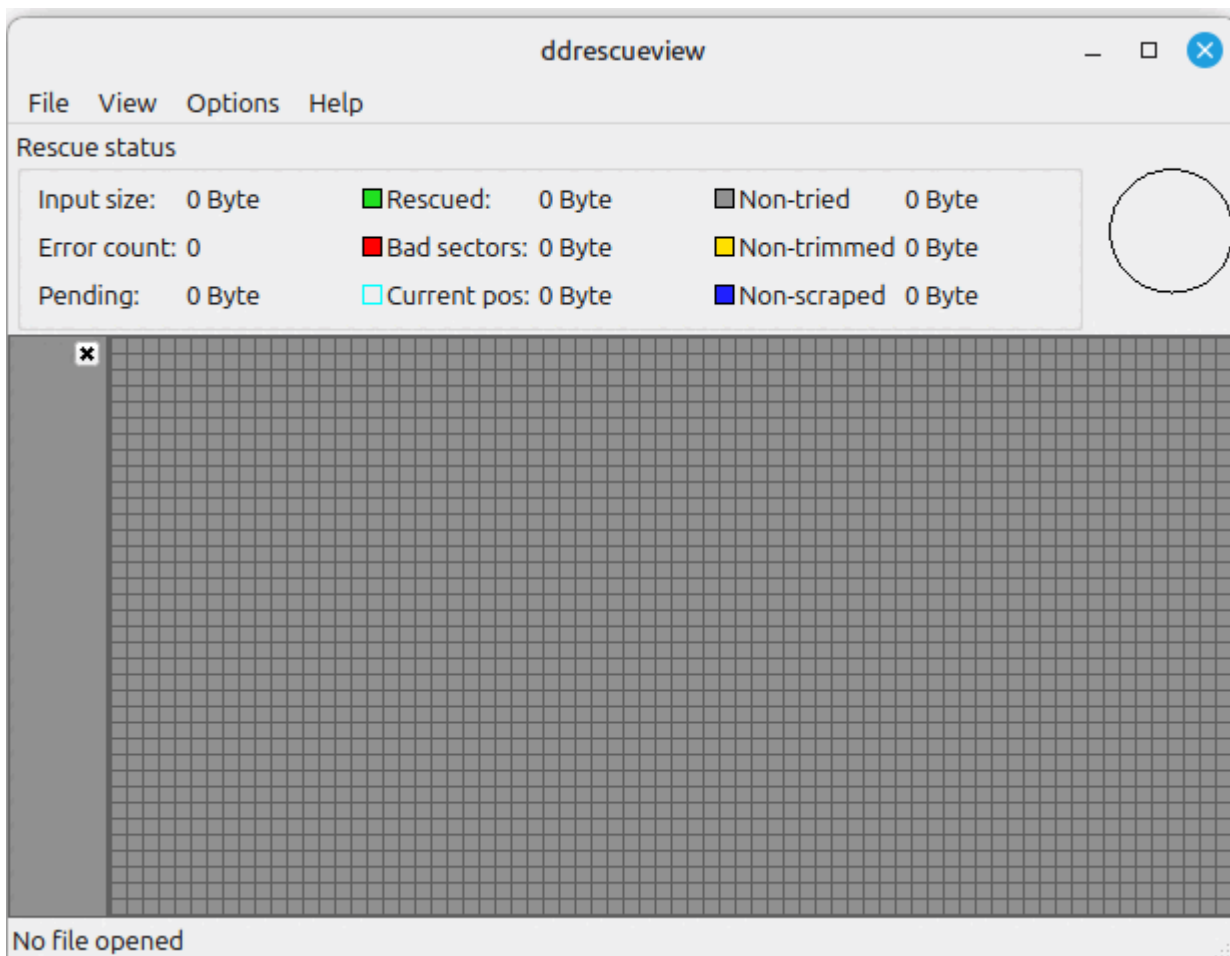 ddrescueview
File View Options Help
Rescue status
Input size: 0 Byte Rescued: 0 Byte Non-tried 0 Byte
Error count: 0 Bad sectors: 0 Byte Non-trimmed 0 Byte
Pending: 0 Byte Current pos: 0 Byte Non-scraped 0 Byte
No file opened